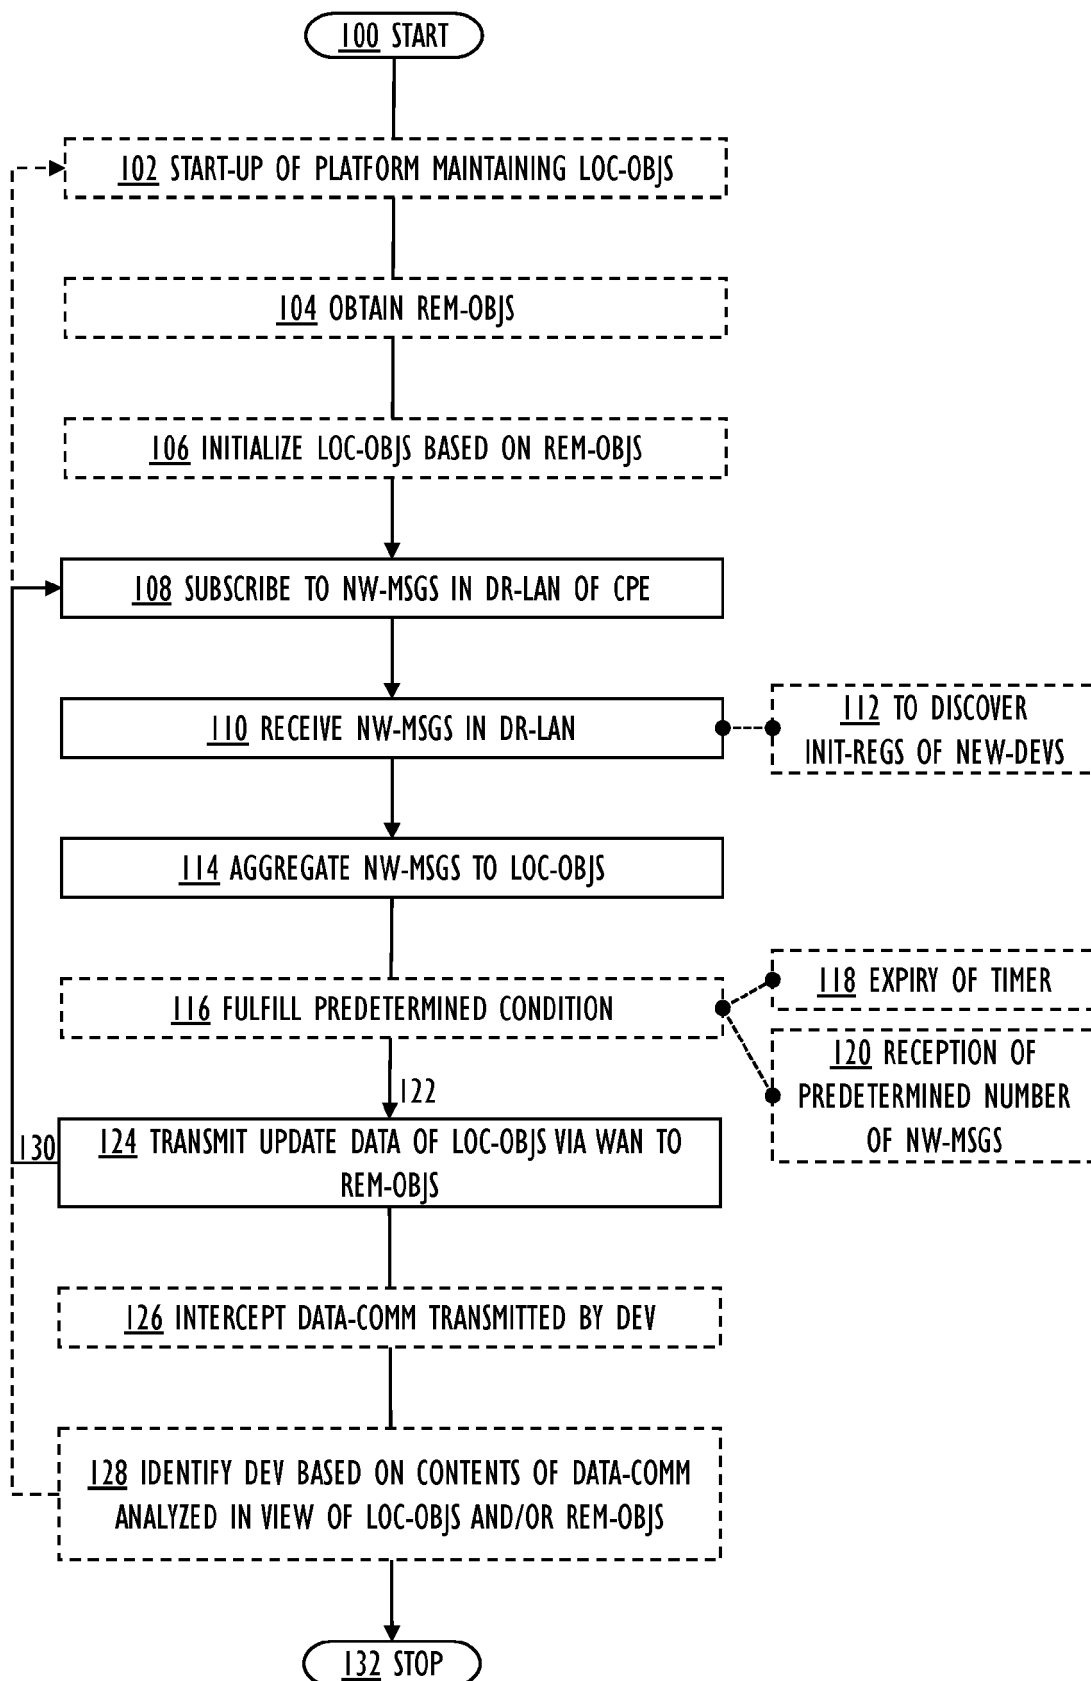 100 START
102 START-UP OF PLATFORM MAINTAINING LOC-OBJS
104 OBTAIN REM-OBJS
106 INITIALIZE LOC-OBJS BASED ON REM-OBJS
108 SUBSCRIBE TO NW-MSGS IN DR-LAN OF CPE
110 RECEIVE NW-MSGS IN DR-LAN
112 TO DISCOVER
INIT-REGS OF NEW-DEVS
114 AGGREGATE NW-MSGS TO LOC-OBJS
116 FULFILL PREDETERMINED CONDITION
118 EXPIRY OF TIMER
120 RECEPTION OF
PREDETERMINED NUMBER
OF NW-MSGS
122
124 TRANSMIT UPDATE DATA OF LOC-OBJS VIA WAN TO
REM-OBJS
130
126 INTERCEPT DATA-COMM TRANSMITTED BY DEV
128 IDENTIFY DEV BASED ON CONTENTS OF DATA-COMM
ANALYZED IN VIEW OF LOC-OBJS AND/OR REM-OBJS
132 STOP